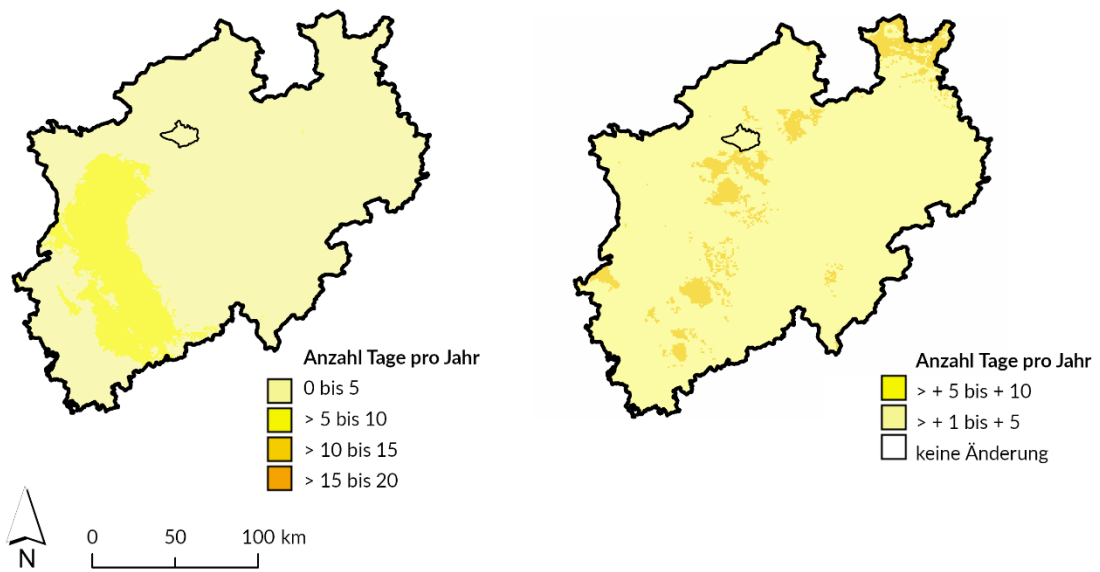 Anzahl Tage pro Jahr
0 bis 5
> 5 bis 10
> 10 bis 15
> 15 bis 20
Anzahl Tage pro Jahr
> + 5 bis + 10
> + 1 bis + 5
keine Änderung
N
0 50 100 km